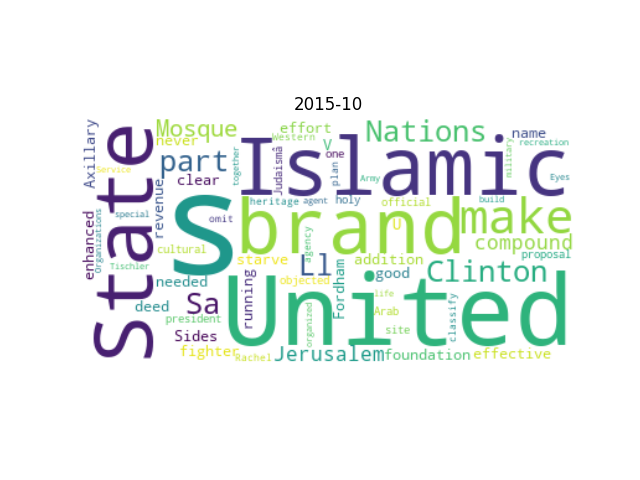 2015-10
State
Islamic
United
S
brand
make
Nations
Clinton
part
Mosque
Sa
Ll
Jerusalem
compound
Axillary
never
effort
Western
V
name
recreation
military
clear
Judaismâ
one
plan
together
Army
Eyes
Service
special
revenue
omit
heritage
agent
holy
official
build
U
proposal
enhanced
Organizations
cultural
starve
agency
addition
Tischler
needed
objected
good
deed
running
Fordham
life
classify
president
organized
Arab
site
Sides
fighter
Rachel
foundation
effective